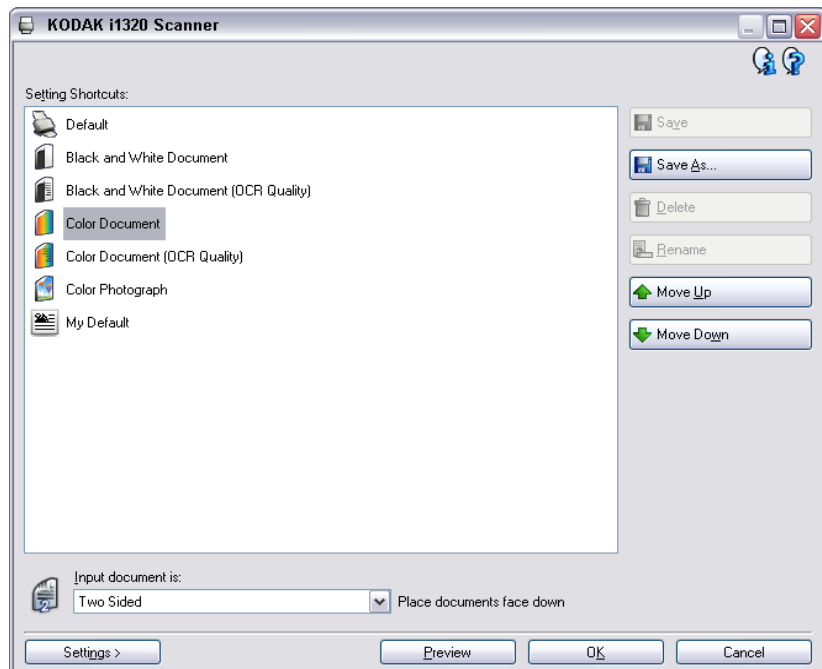 KODAK i1320 Scanner
Setting Shortcuts:
Default
Black and White Document
Black and White Document (OCR Quality)
Color Document
Color Document (OCR Quality)
Color Photograph
My Default
Save
Save As...
Delete
Rename
Move Up
Move Down
Input document is:
2
Two Sided
Place documents face down
Settings >
Preview
OK
Cancel